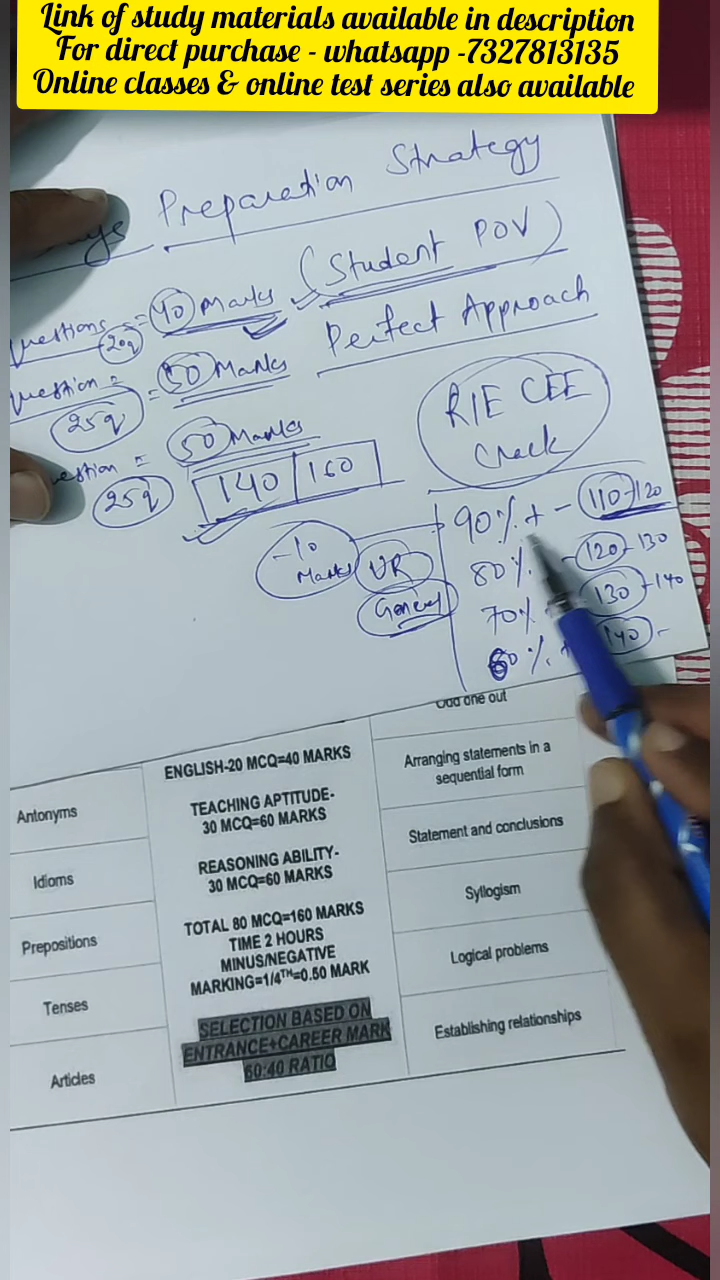 Link of study materials available in description
For direct purchase - whatsapp -7327813135
Online classes & online test series also available
Preparation Strategy
(Student POV)
Perfect Approach
= 40 Marks
20q
= 50 Marks
25q
50 Marks
25q
140 | 160
RIE CEE
Crack
-10
Marks
UR
General
90%+ - 110-120
80% - 120-130
70% 130-140
60%+ 140-
Odd one out
Arranging statements in a
sequential form
Statement and conclusions
Syllogism
Logical problems
Establishing relationships
ENGLISH-20 MCQ=40 MARKS
TEACHING APTITUDE-
30 MCQ=60 MARKS
REASONING ABILITY-
30 MCQ=60 MARKS
TOTAL 80 MCQ=160 MARKS
TIME 2 HOURS
MINUS/NEGATIVE
MARKING=1/4TH=0.50 MARK
SELECTION BASED ON
ENTRANCE+CAREER MARK
60:40 RATIO
Antonyms
Idioms
Prepositions
Tenses
Articles